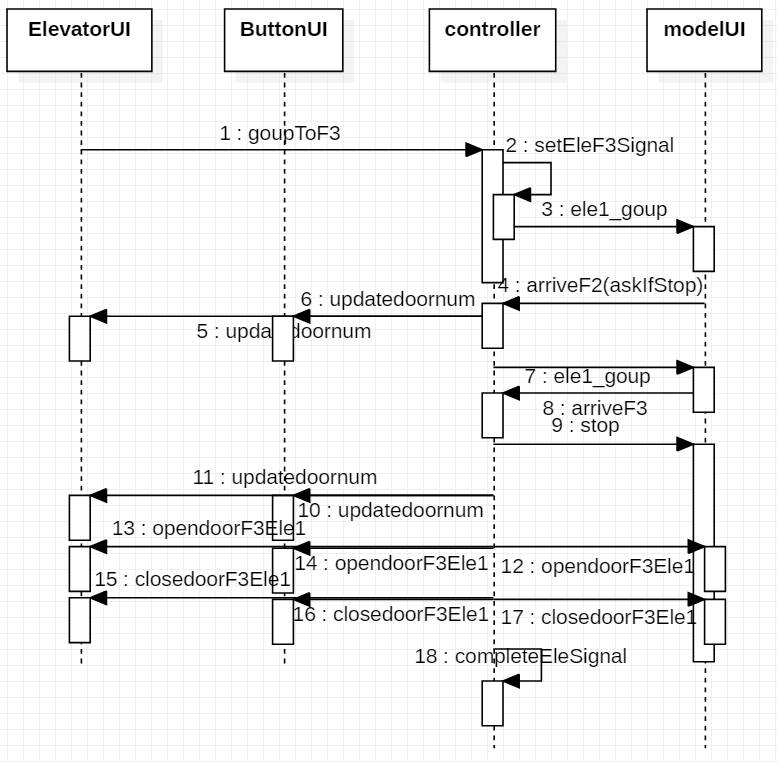 ElevatorUI
ButtonUI
controller
modelUI
1 : goupToF3
2 : setEleF3Signal
3 : ele1_goup
4 : arriveF2(askIfStop)
6 : updatedoornum
5 : updatedoornum
7 : ele1_goup
8 : arriveF3
9 : stop
11 : updatedoornum
10 : updatedoornum
13 : opendoorF3Ele1
14 : opendoorF3Ele1
12 : opendoorF3Ele1
15 : closedoorF3Ele1
16 : closedoorF3Ele1
17 : closedoorF3Ele1
18 : completeEleSignal